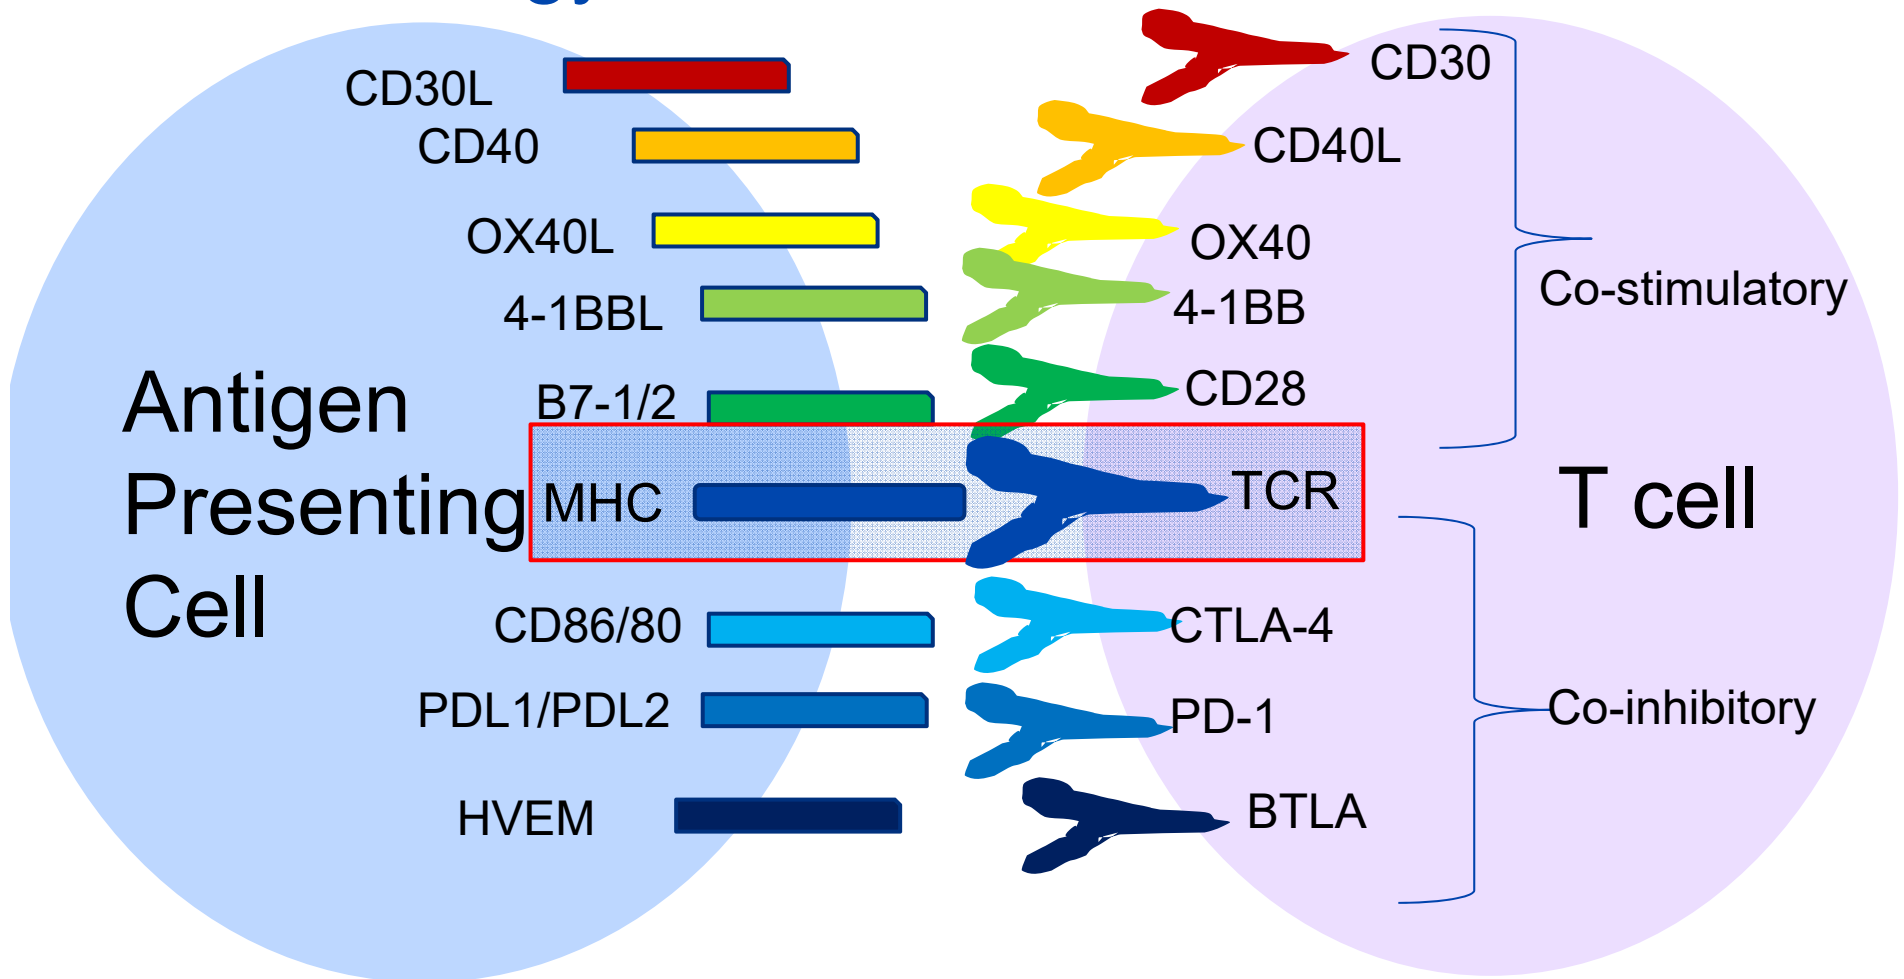 CD30L
CD30
CD40
CD40L
OX40L
OX40
4-1BBL
4-1BB
Co-stimulatory
B7-1/2
CD28
Antigen
Presenting
Cell
MHC
TCR
T cell
CD86/80
CTLA-4
PDL1/PDL2
PD-1
Co-inhibitory
HVEM
BTLA